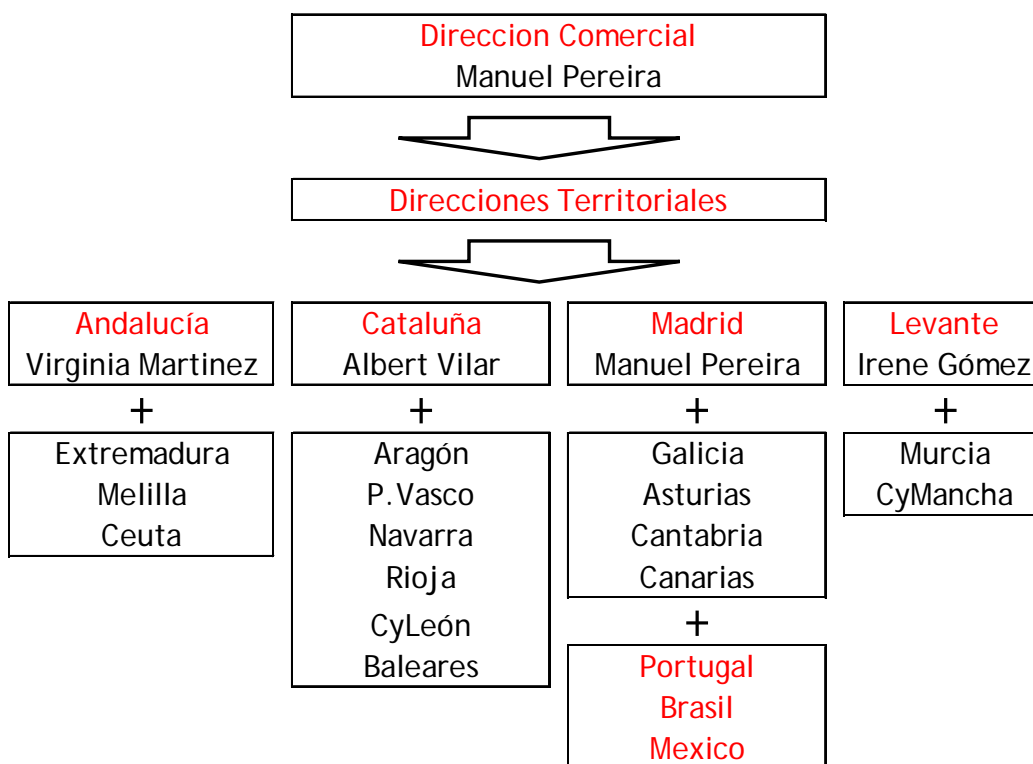 Direccion Comercial
Manuel Pereira
Direcciones Territoriales
Andalucía
Virginia Martinez
+
Extremadura
Melilla
Ceuta
Cataluña
Albert Vilar
+
Aragón
P.Vasco
Navarra
Rioja
CyLeón
Baleares
Madrid
Manuel Pereira
+
Galicia
Asturias
Cantabria
Canarias
+
Portugal
Brasil
Mexico
Levante
Irene Gómez
+
Murcia
CyMancha